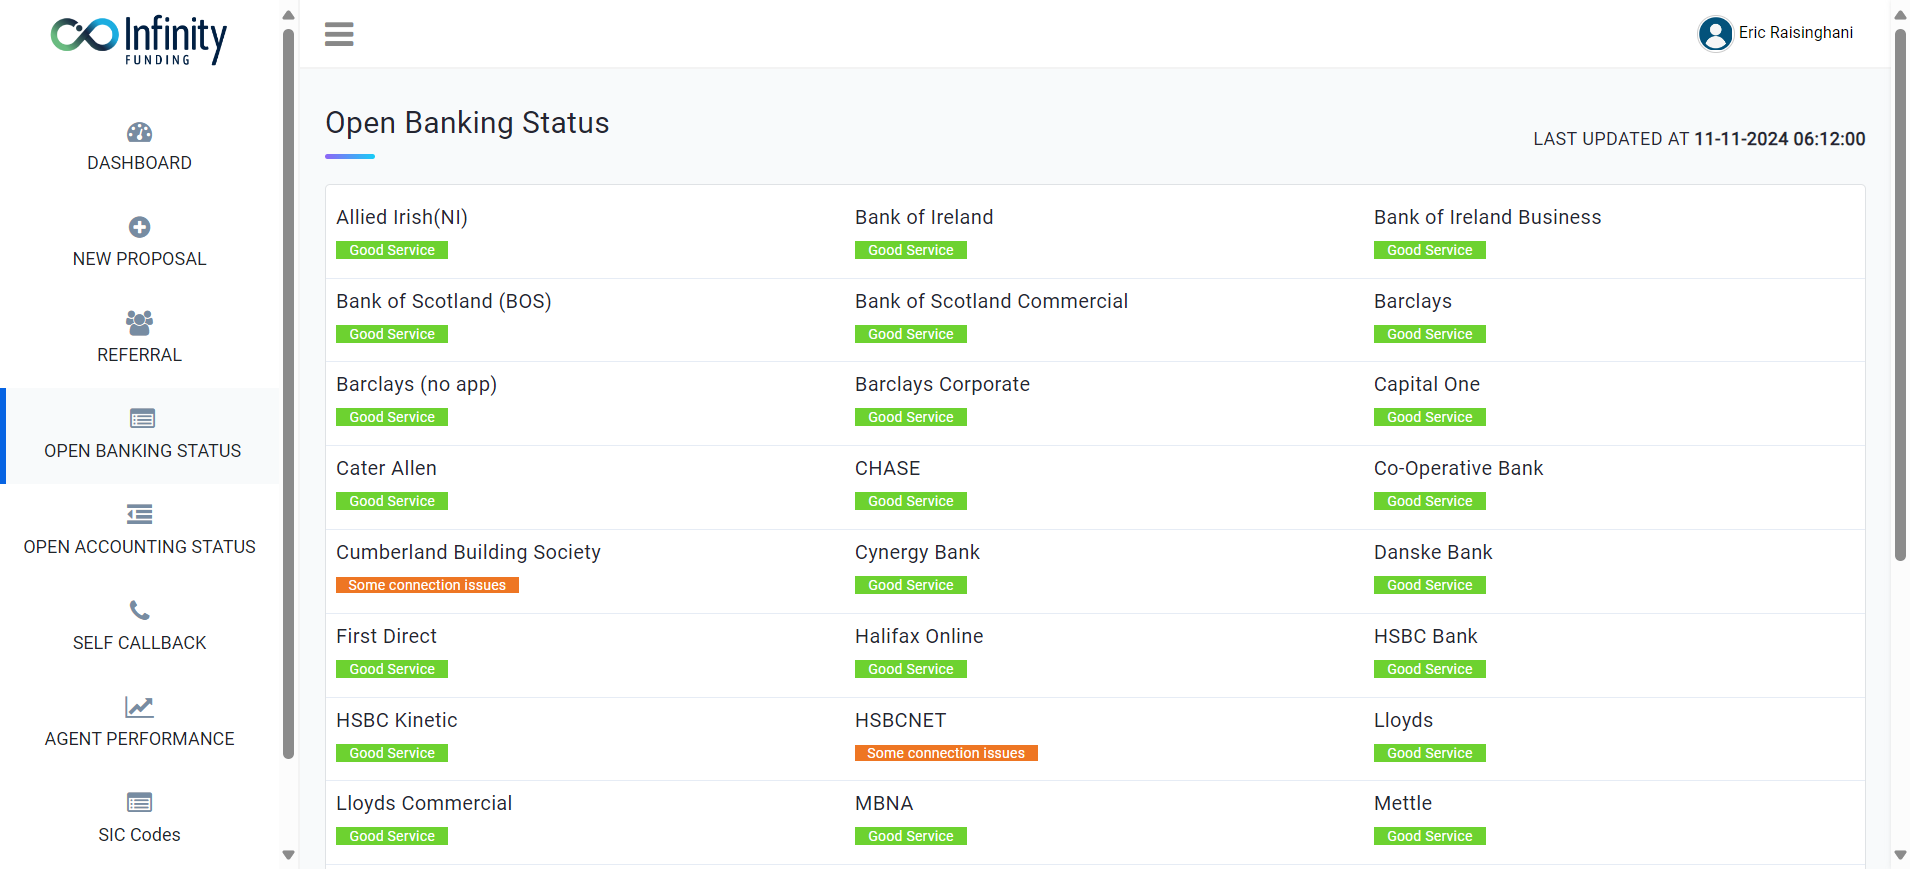 Infinity
FUNDING
DASHBOARD
NEW PROPOSAL
REFERRAL
OPEN BANKING STATUS
OPEN ACCOUNTING STATUS
SELF CALLBACK
AGENT PERFORMANCE
SIC Codes
Eric Raisinghani
Open Banking Status
LAST UPDATED AT 11-11-2024 06:12:00
Allied Irish(NI)
Good Service
Bank of Ireland
Good Service
Bank of Ireland Business
Good Service
Bank of Scotland (BOS)
Good Service
Bank of Scotland Commercial
Good Service
Barclays
Good Service
Barclays (no app)
Good Service
Barclays Corporate
Good Service
Capital One
Good Service
Cater Allen
Good Service
CHASE
Good Service
Co-Operative Bank
Good Service
Cumberland Building Society
Some connection issues
Cynergy Bank
Good Service
Danske Bank
Good Service
First Direct
Good Service
Halifax Online
Good Service
HSBC Bank
Good Service
HSBC Kinetic
Good Service
HSBCNET
Some connection issues
Lloyds
Good Service
Lloyds Commercial
Good Service
MBNA
Good Service
Mettle
Good Service